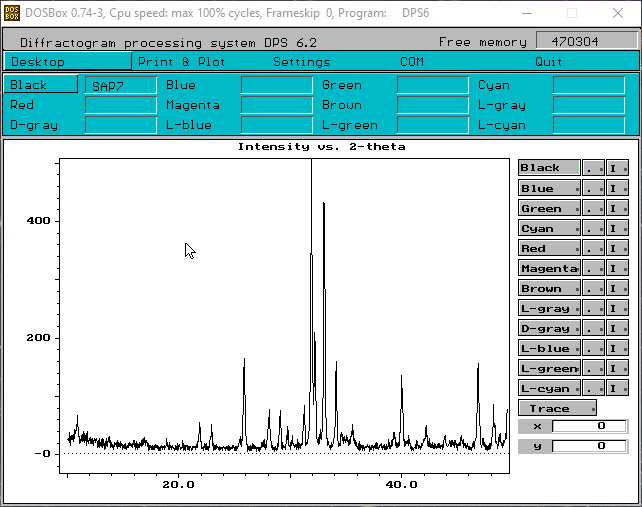 DOSBox 0.74-3, Cpu speed: max 100% cycles, Frameskip 0, Program: DPS6
Diffractogram processing system DPS 6.2 Free memory 470304
Desktop Print & Plot Settings COM Quit
Black SAP7 Blue Green Cyan
Red Magenta Brown L-gray
D-gray L-blue L-green L-cyan
Intensity vs. 2-theta
400
200
-0
20.0 40.0
Black . I
Blue . I
Green . I
Cyan . I
Red . I
Magenta . I
Brown . I
L-gray . I
D-gray . I
L-blue . I
L-green . I
L-cyan . I
Trace
x 0
y 0